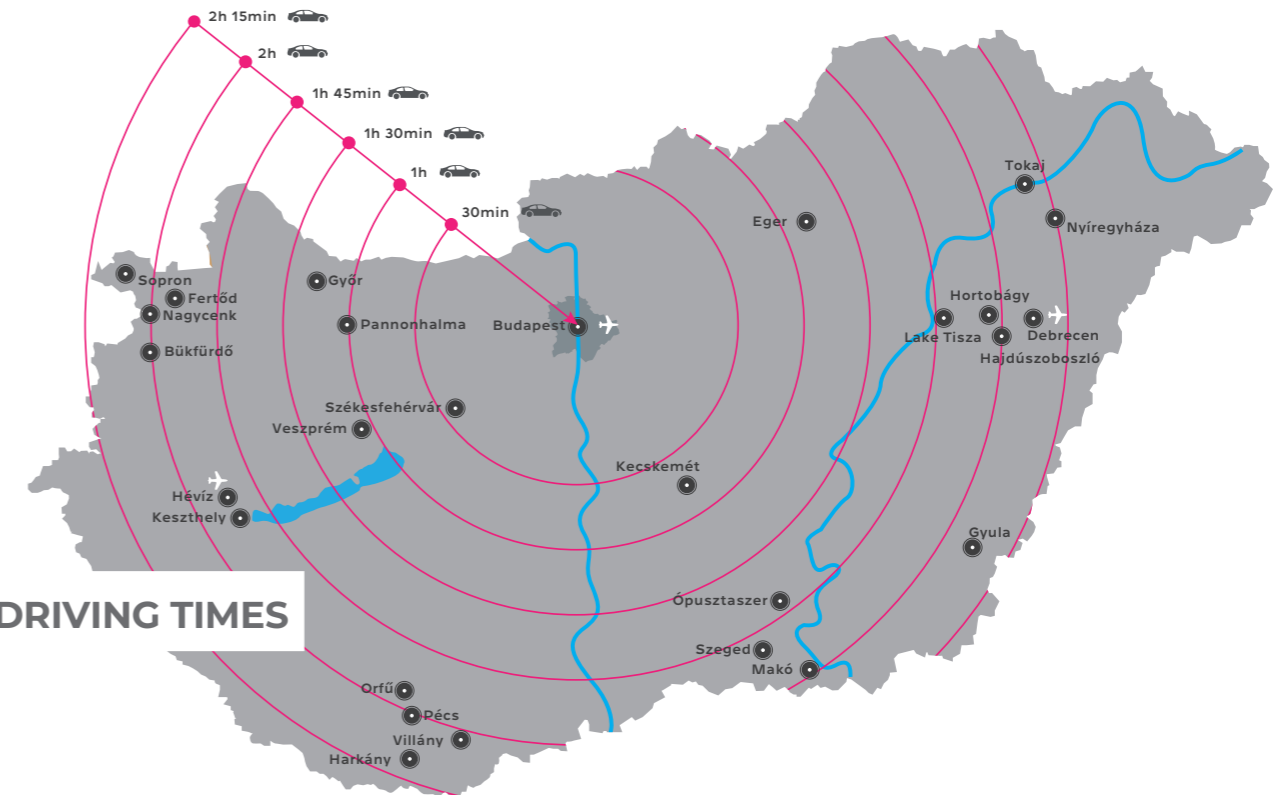 2h 15min
2h
1h 45min
1h 30min
1h
30min
Tokaj
Eger
Nyíregyháza
Sopron
Győr
Fertőd
Hortobágy
Nagycenk
Pannonhalma
Budapest
Lake Tisza
Debrecen
Bükfürdő
Hajdúszoboszló
Székesfehérvár
Veszprém
Kecskemét
Hévíz
Keszthely
Gyula
DRIVING TIMES
Ópusztaszer
Szeged
Makó
Orfű
Pécs
Villány
Harkány